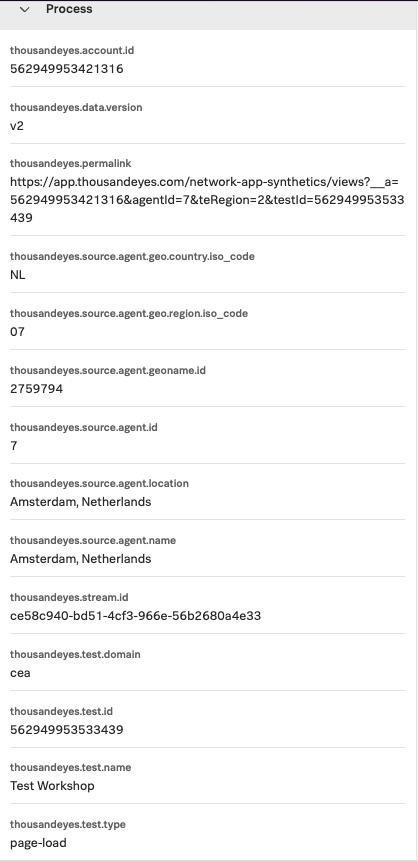 Process
thousandeyes.account.id
562949953421316
thousandeyes.data.version
v2
thousandeyes.permalink
https://app.thousandeyes.com/network-app-synthetics/views?__a=
562949953421316&agentId=7&teRegion=2&testId=562949953533
439
thousandeyes.source.agent.geo.country.iso_code
NL
thousandeyes.source.agent.geo.region.iso_code
07
thousandeyes.source.agent.geoname.id
2759794
thousandeyes.source.agent.id
7
thousandeyes.source.agent.location
Amsterdam, Netherlands
thousandeyes.source.agent.name
Amsterdam, Netherlands
thousandeyes.stream.id
ce58c940-bd51-4cf3-966e-56b2680a4e33
thousandeyes.test.domain
cea
thousandeyes.test.id
562949953533439
thousandeyes.test.name
Test Workshop
thousandeyes.test.type
page-load